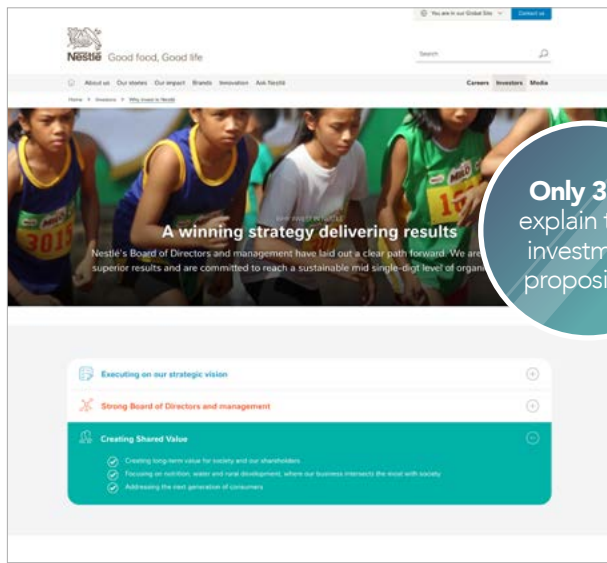 You are in our Global Site
Contact us
Nestlé Good food, Good life
Search
About us Our stories Our impact Brands Innovation Ask Nestlé
Careers Investors Media
Home Investors Why invest in Nestlé
MILO
3015
WHY INVEST IN NESTLÉ
A winning strategy delivering results
Nestlé's Board of Directors and management have laid out a clear path forward. We are
superior results and are committed to reach a sustainable mid single-digt level of organi
Only 3
explain t
investm
proposi
Executing on our strategic vision
Strong Board of Directors and management
Creating Shared Value
Creating long-term value for society and our shareholders
Focusing on nutrition, water and rural development, where our business intersects the most with society
Addressing the next generation of consumers